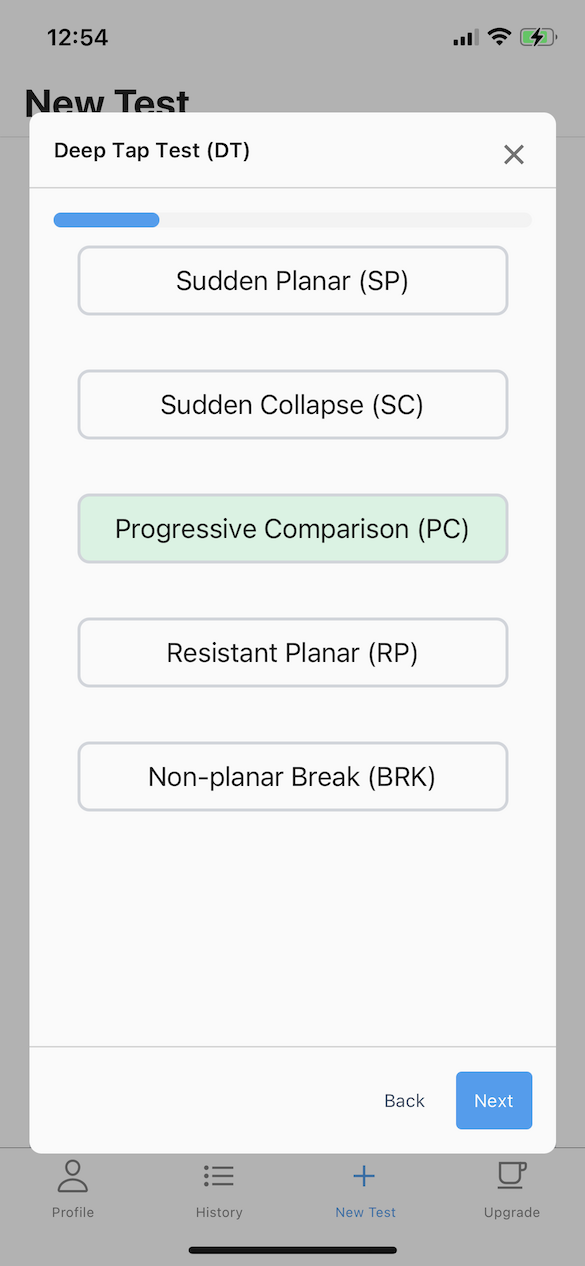 12:54
New Test
Deep Tap Test (DT)
Sudden Planar (SP)
Sudden Collapse (SC)
Progressive Comparison (PC)
Resistant Planar (RP)
Non-planar Break (BRK)
Back
Next
Profile
History
New Test
Upgrade